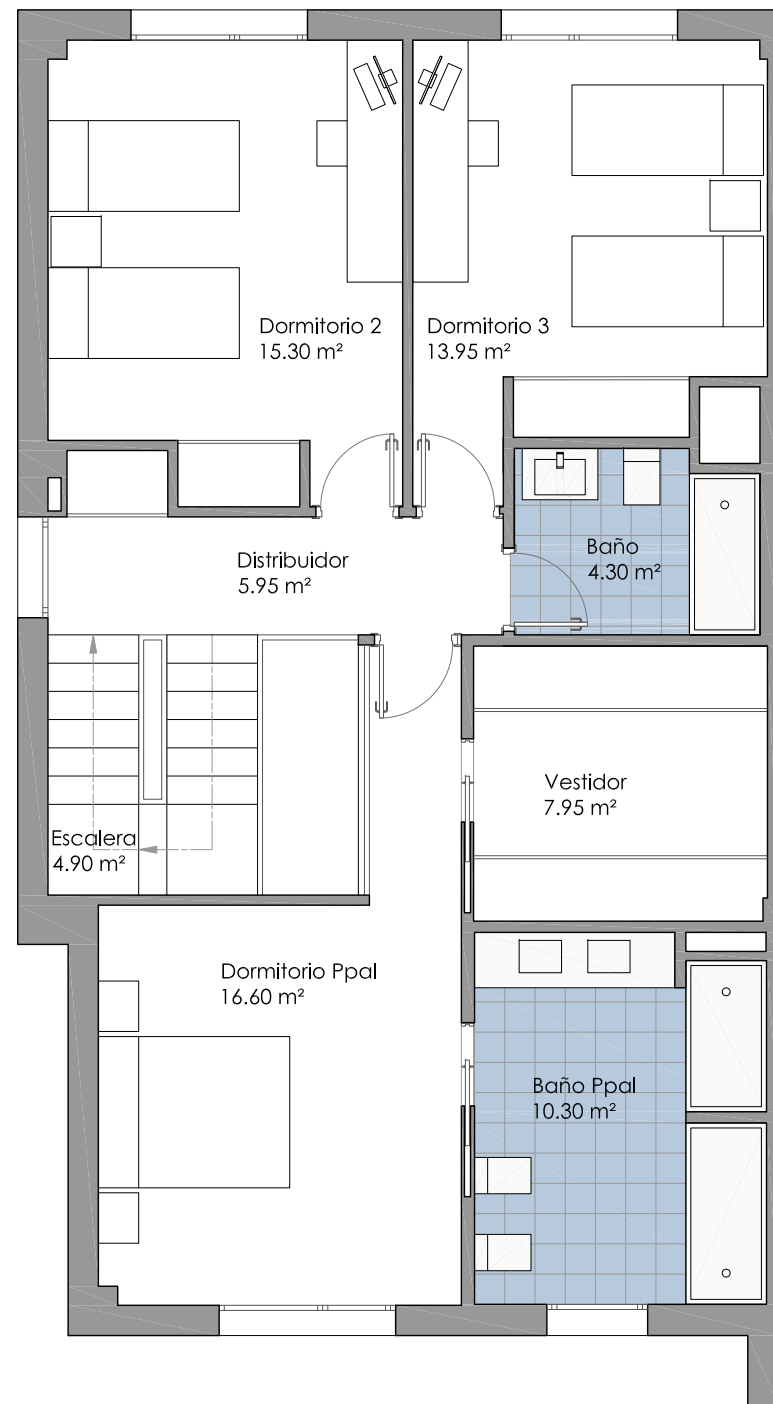 Dormitorio 2
15.30 m²
Dormitorio 3
13.95 m²
Distribuidor
5.95 m²
Baño
4.30 m²
Vestidor
7.95 m²
Escalera
4.90 m²
Dormitorio Ppal
16.60 m²
Baño Ppal
10.30 m²